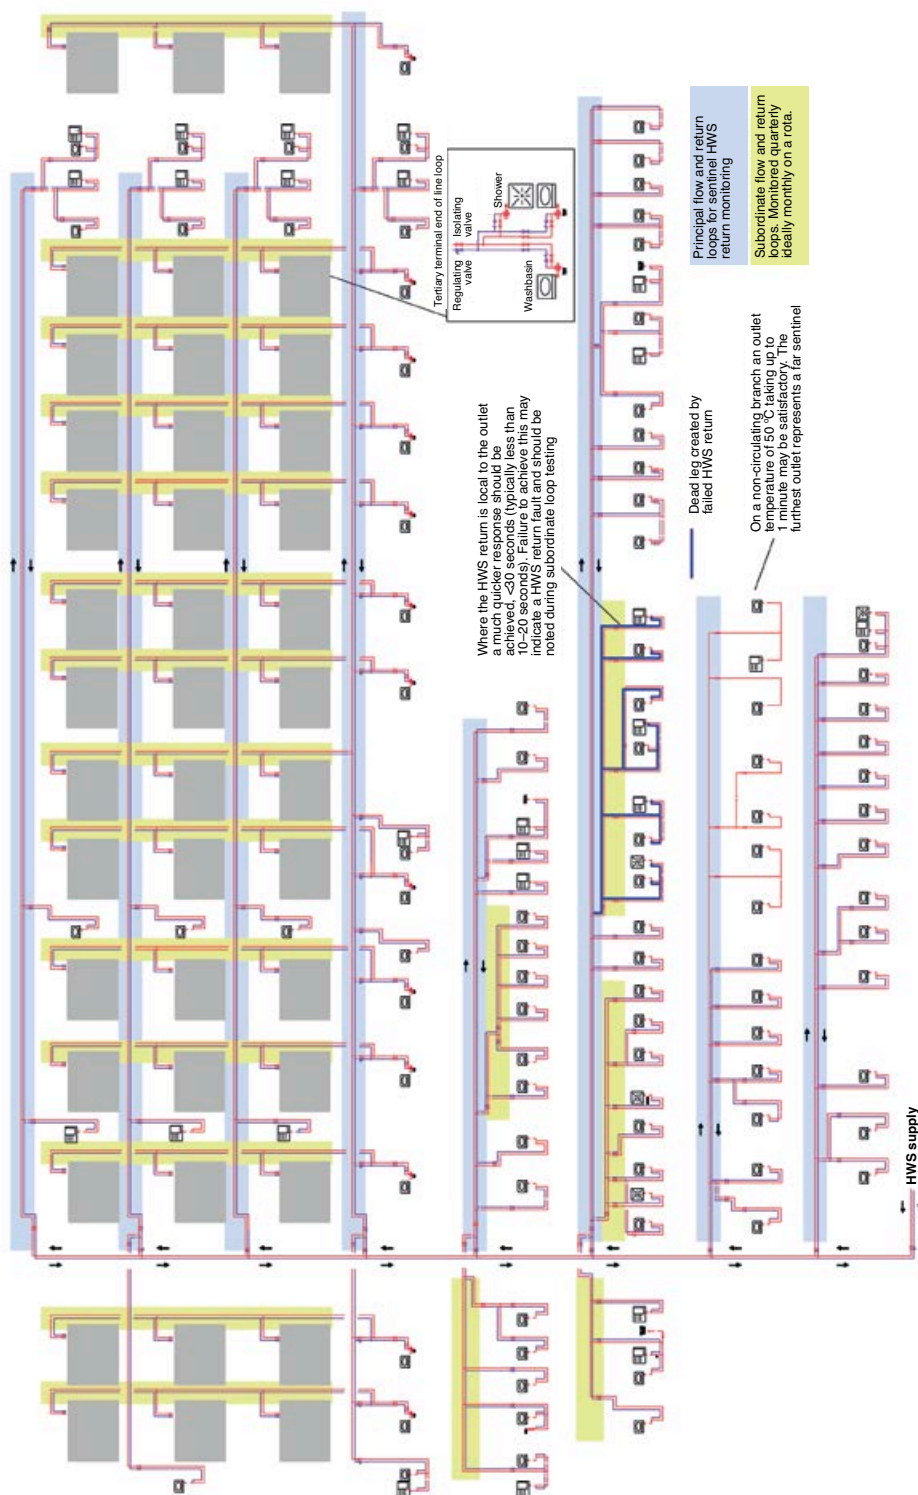 Tertiary terminal end of line loop
Regulating
valve
Isolating
valve
Shower
Washbasin
Principal flow and return
loops for sentinel HWS
return monitoring
Subordinate flow and return
loops. Monitored quarterly
ideally monthly on a rota.
Where the HWS return is local to the outlet
a much quicker response should be
achieved, <30 seconds (typically less than
10–20 seconds). Failure to achieve this may
indicate a HWS return fault and should be
noted during subordinate loop testing
Dead leg created by
failed HWS return
On a non-circulating branch an outlet
temperature of 50 °C taking up to
1 minute may be satisfactory. The
furthest outlet represents a far sentinel
HWS supply